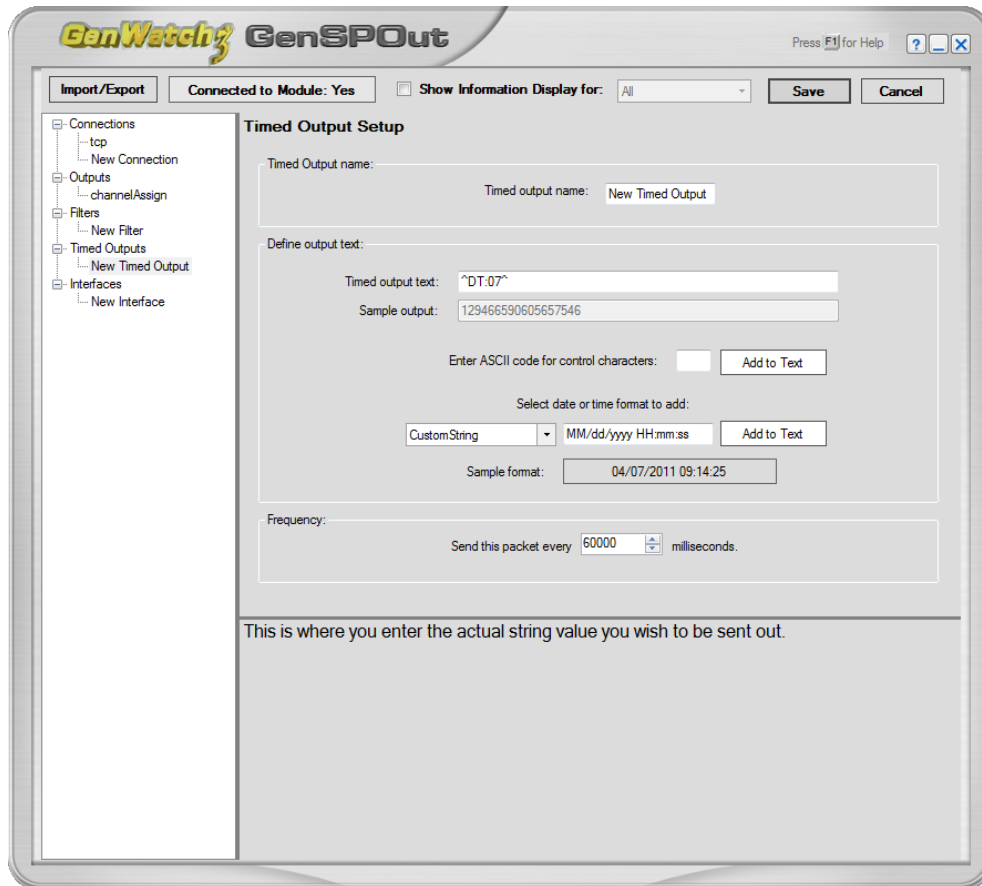 GenWatch3 GenSPOut
Press F1 for Help
?
Import/Export
Connected to Module: Yes
Show Information Display for:
All
Save
Cancel
Connections
tcp
New Connection
Outputs
channelAssign
Filters
New Filter
Timed Outputs
New Timed Output
Interfaces
New Interface
Timed Output Setup
Timed Output name:
Timed output name: New Timed Output
Define output text:
Timed output text: ^DT:07^
Sample output: 129466590605657546
Enter ASCII code for control characters: Add to Text
Select date or time format to add:
CustomString MM/dd/yyyy HH:mm:ss Add to Text
Sample format: 04/07/2011 09:14:25
Frequency:
Send this packet every 60000 milliseconds.
This is where you enter the actual string value you wish to be sent out.